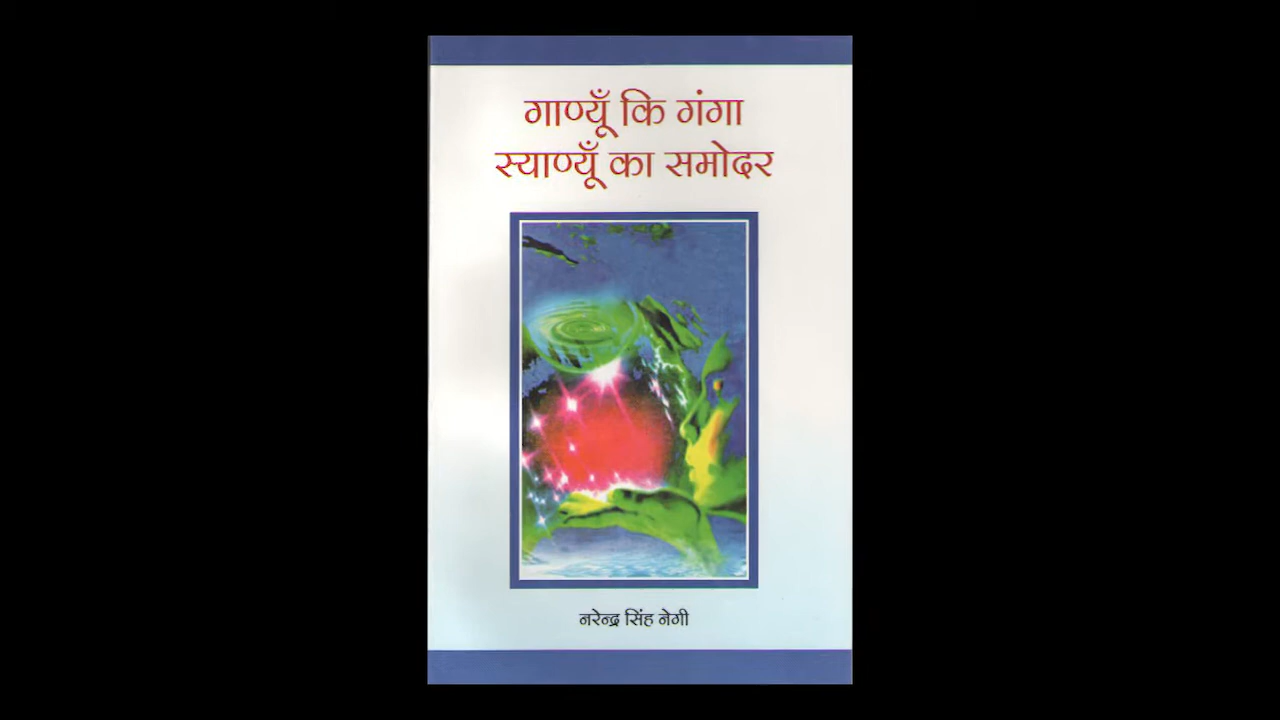 गाण्यूँ कि गंगा
स्याण्यूँ का समोदर
नरेन्द्र सिंह नेगी